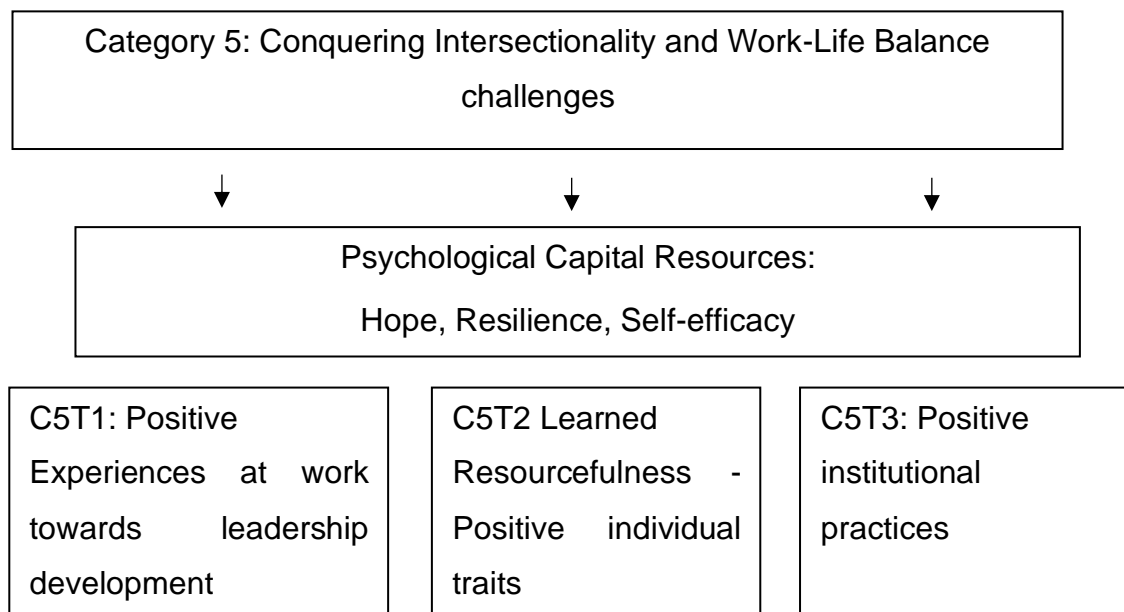 Category 5: Conquering Intersectionality and Work-Life Balance
challenges
Psychological Capital Resources:
Hope, Resilience, Self-efficacy
C5T1: Positive
Experiences at work
towards leadership
development
C5T2 Learned
Resourcefulness -
Positive individual
traits
C5T3: Positive
institutional
practices